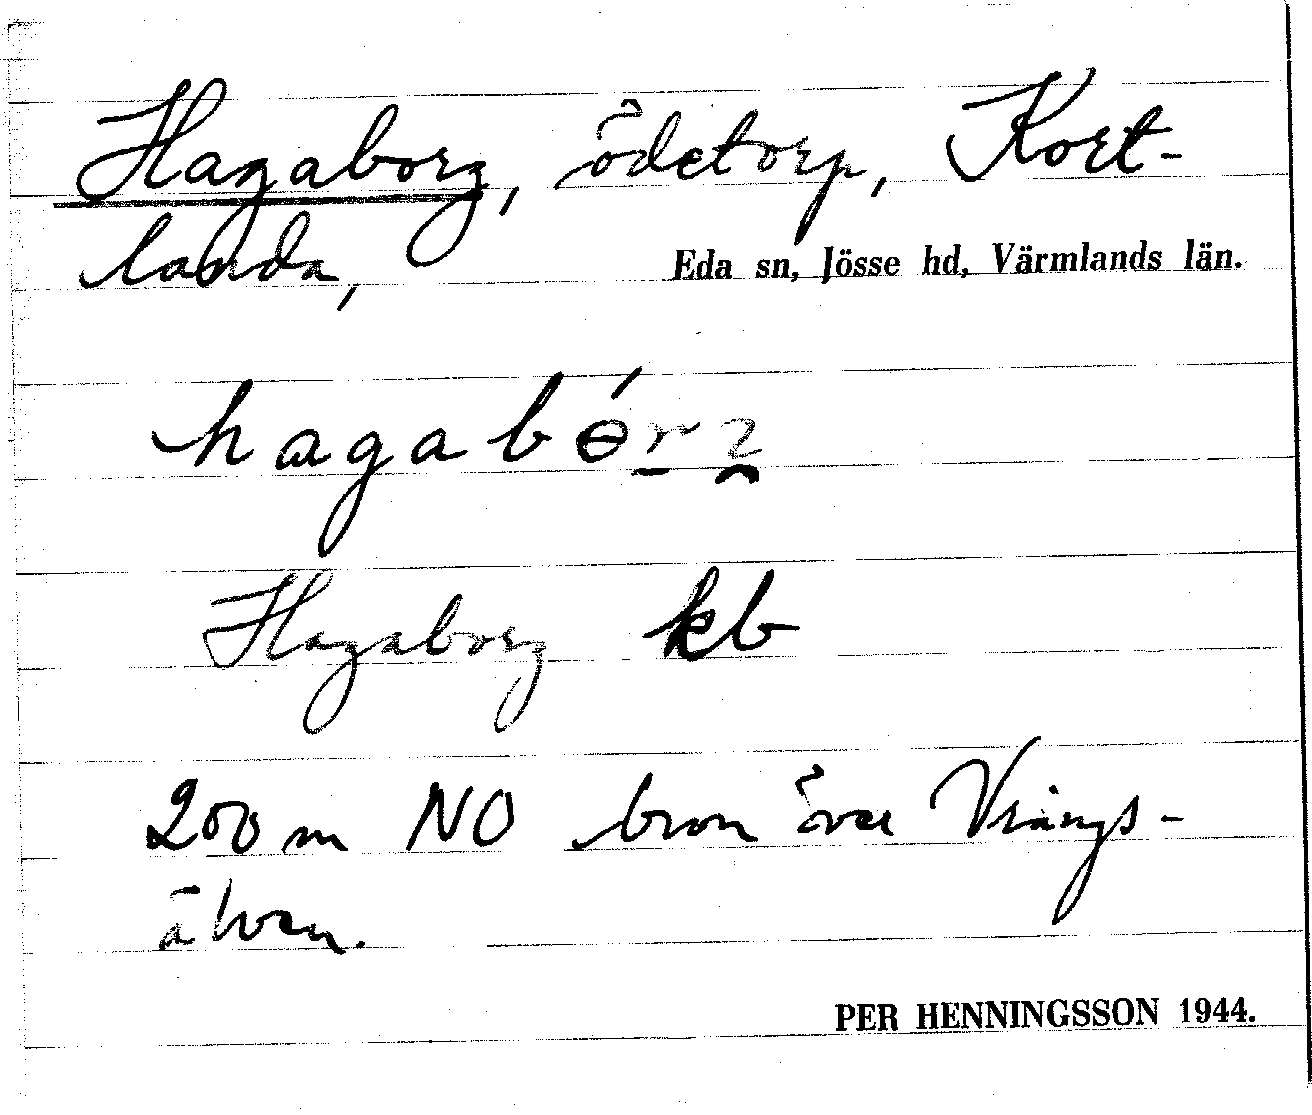 Hagaborg, ödetorp, Kort-
landa,
Eda sn, Jösse hd, Värmlands län.
Hagaborg kb
200 m NO bron över Vrångs-
älven.
PER HENNINGSSON 1944.